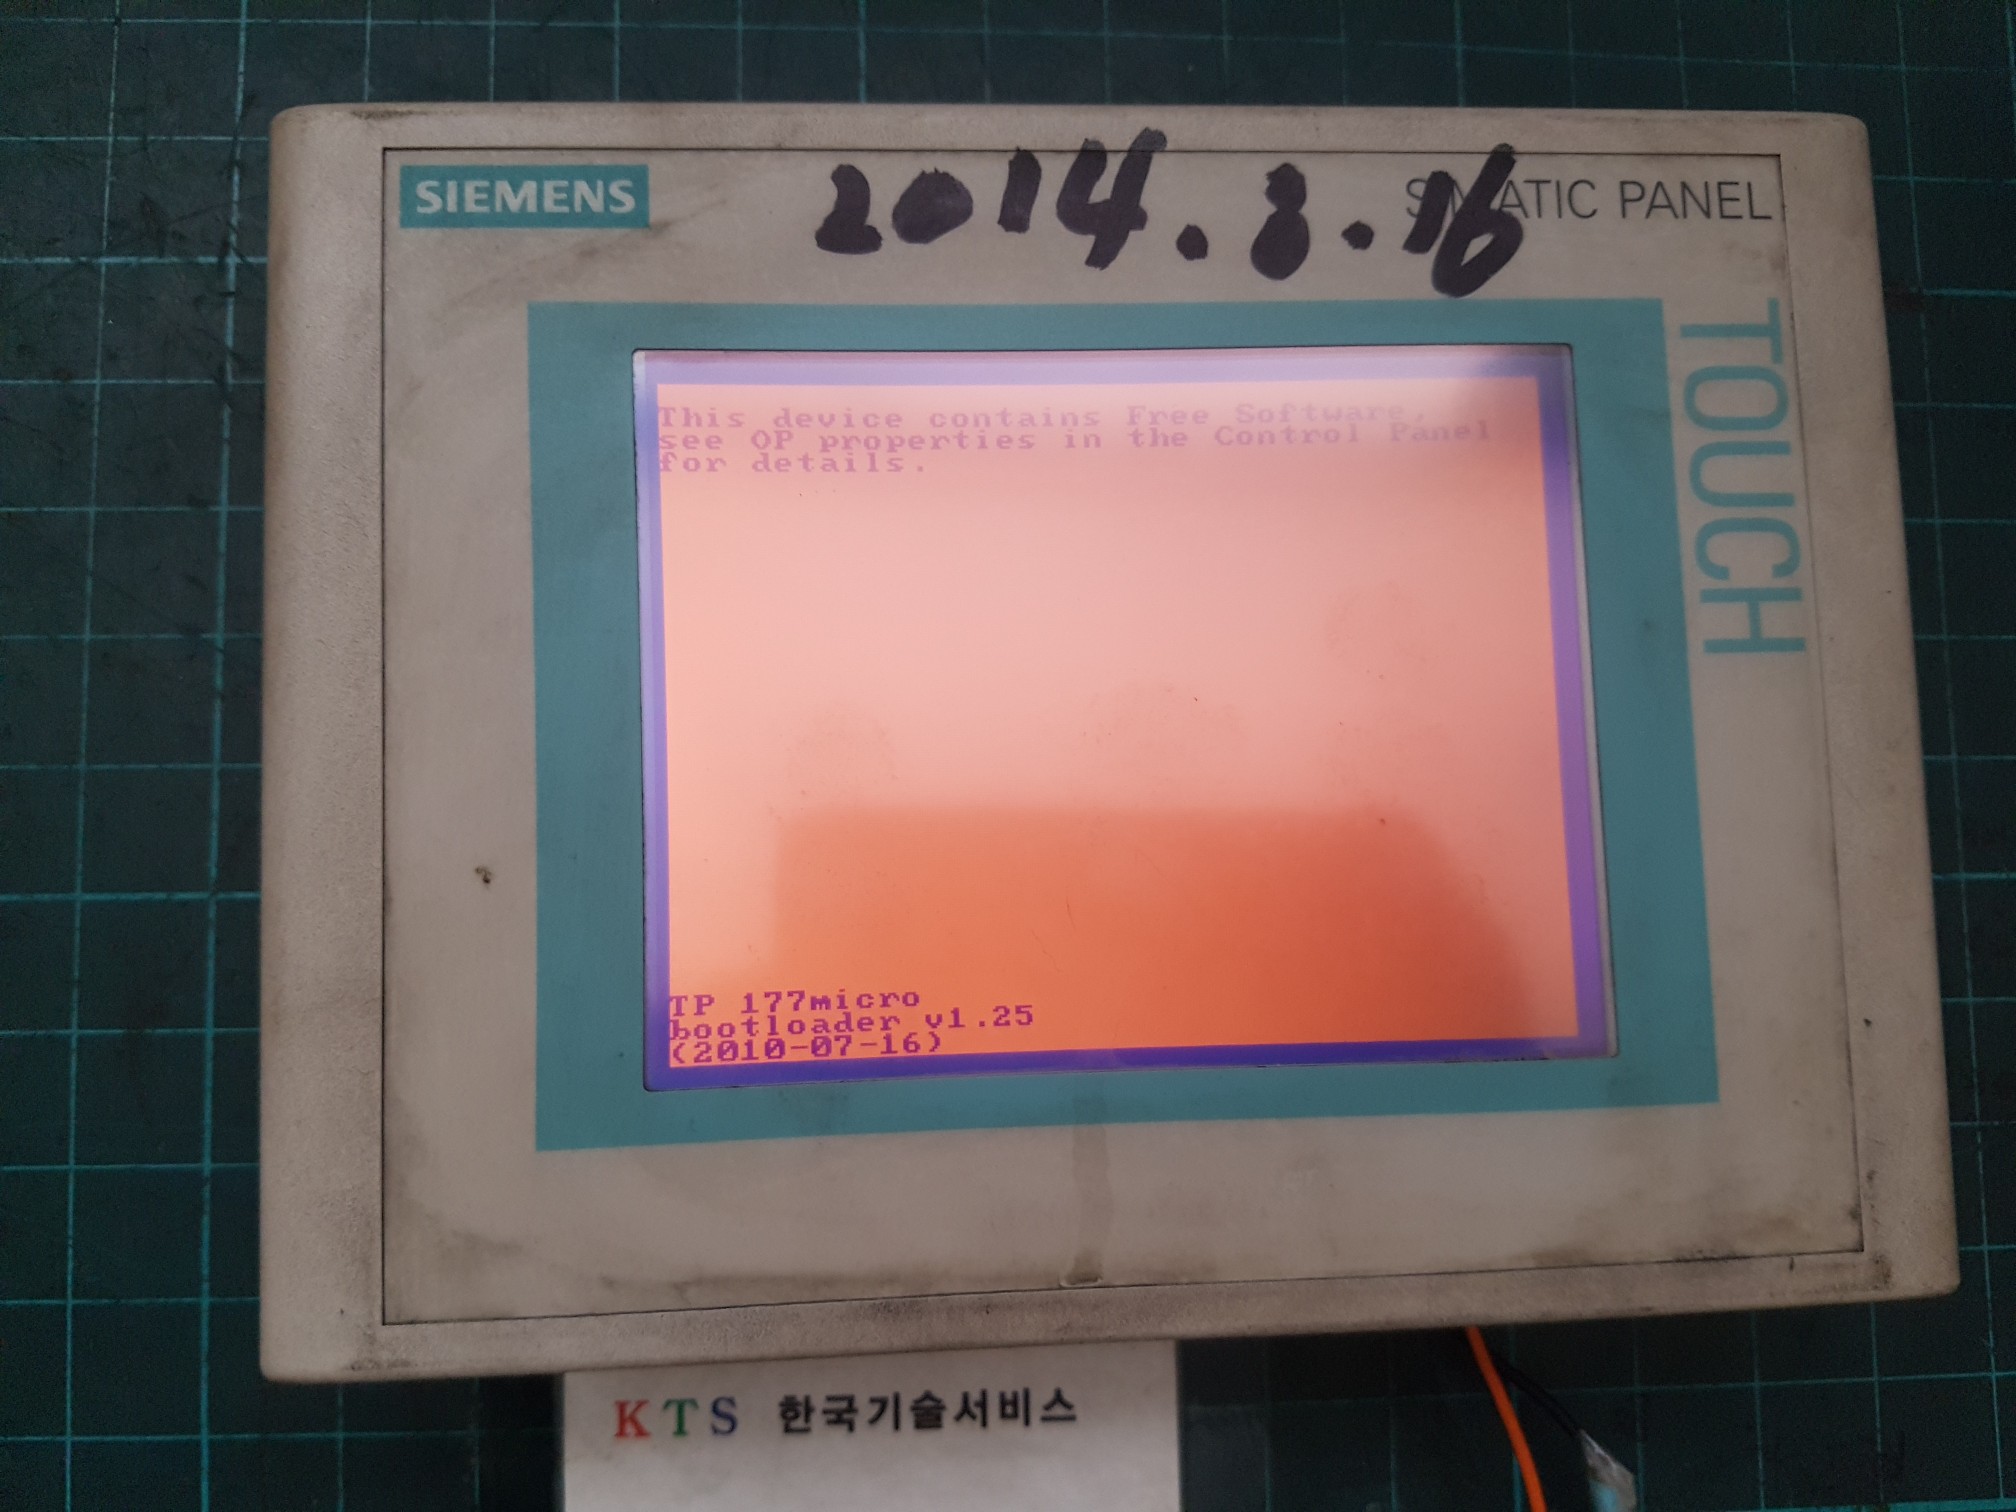 SIEMENS
2014.8.16
SIMATIC PANEL
TOUCH
This device contains Free Software,
see OP properties in the Control Panel
for details.
TP 177micro
bootloader v1.25
(2010-07-16)
KTS 한국기술서비스